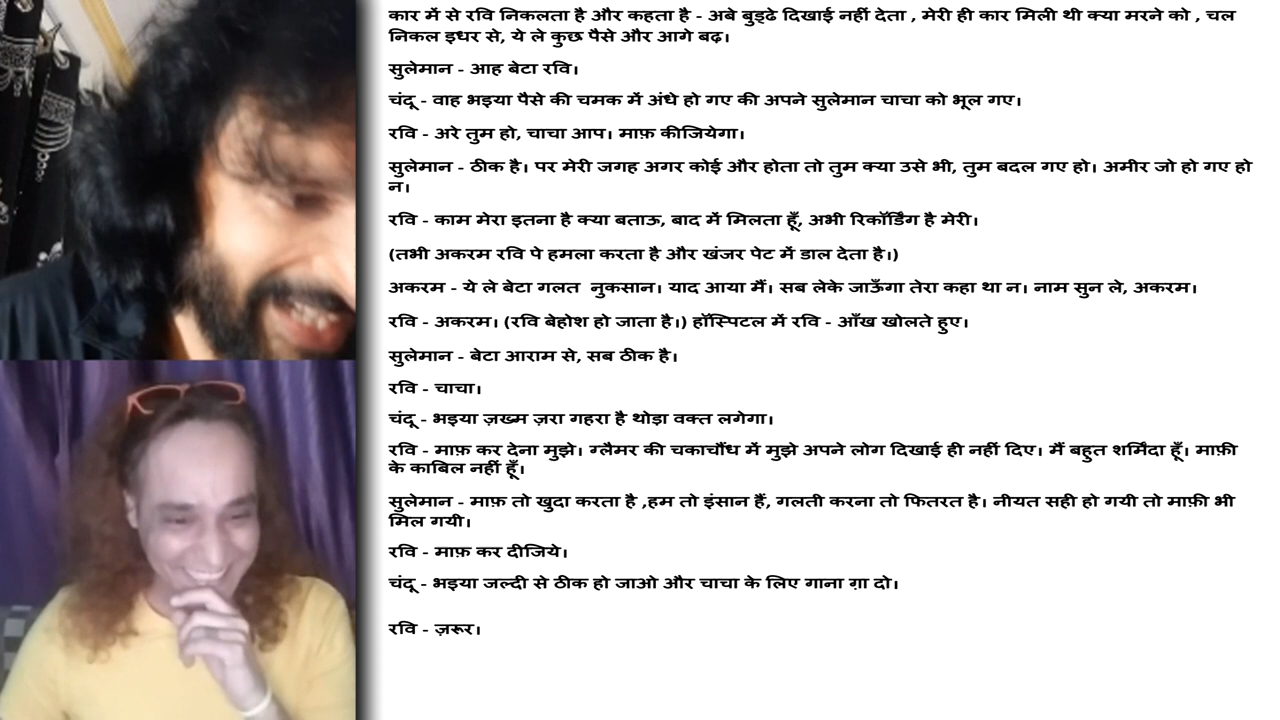 कार में से रवि निकलता है और कहता है - अबे बुड्ढे दिखाई नहीं देता , मेरी ही कार मिली थी क्या मरने को , चल
निकल इधर से, ये ले कुछ पैसे और आगे बढ़।
सुलेमान - आह बेटा रवि।
चंदू - वाह भइया पैसे की चमक में अंधे हो गए की अपने सुलेमान चाचा को भूल गए।
रवि - अरे तुम हो, चाचा आप। माफ़ कीजियेगा।
सुलेमान - ठीक है। पर मेरी जगह अगर कोई और होता तो तुम क्या उसे भी, तुम बदल गए हो। अमीर जो हो गए हो
न।
रवि - काम मेरा इतना है क्या बताऊ, बाद में मिलता हूँ, अभी रिकॉर्डिंग है मेरी।
(तभी अकरम रवि पे हमला करता है और खंजर पेट में डाल देता है।)
अकरम - ये ले बेटा गलत  नुकसान। याद आया मैं। सब लेके जाऊँगा तेरा कहा था न। नाम सुन ले, अकरम।
रवि - अकरम। (रवि बेहोश हो जाता है।) हॉस्पिटल में रवि - आँख खोलते हुए।
सुलेमान - बेटा आराम से, सब ठीक है।
रवि - चाचा।
चंदू - भइया ज़ख्म ज़रा गहरा है थोड़ा वक्त लगेगा।
रवि - माफ़ कर देना मुझे। ग्लैमर की चकाचौंध में मुझे अपने लोग दिखाई ही नहीं दिए। मैं बहुत शर्मिंदा हूँ। माफ़ी
के काबिल नहीं हूँ।
सुलेमान - माफ़ तो खुदा करता है ,हम तो इंसान हैं, गलती करना तो फितरत है। नीयत सही हो गयी तो माफ़ी भी
मिल गयी।
रवि - माफ़ कर दीजिये।
चंदू - भइया जल्दी से ठीक हो जाओ और चाचा के लिए गाना ग़ा दो।
रवि - ज़रूर।